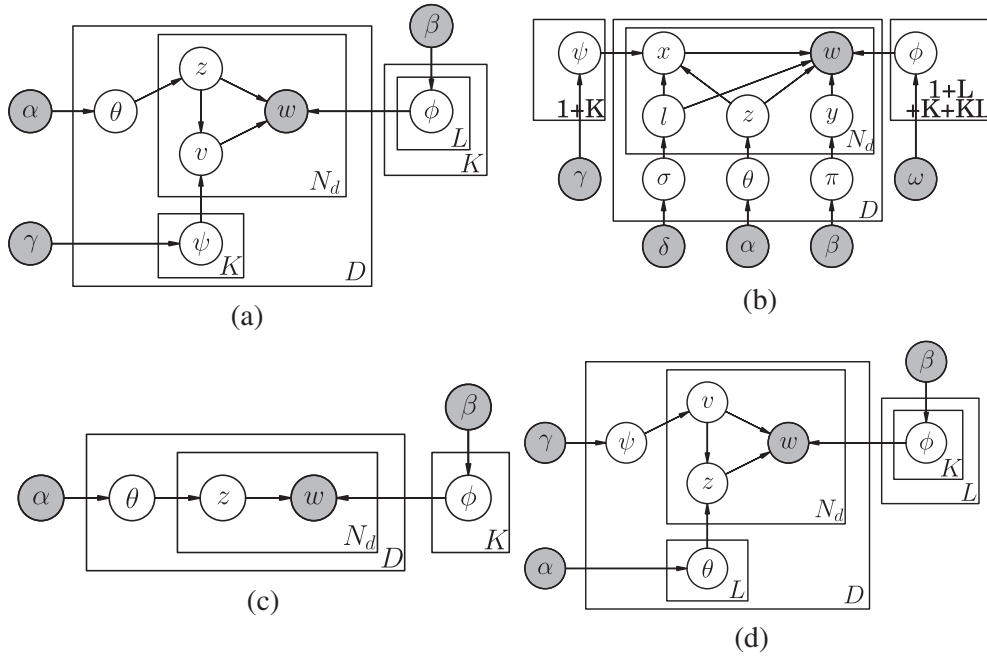 β
z
α
θ
w
ϕ
L
v
K
N_d
γ
ψ
K
D
(a)
ψ
x
w
ϕ
1+K
l
z
y
1+L
+K+KL
N_d
γ
σ
θ
π
ω
D
δ
α
β
(b)
β
α
θ
z
w
ϕ
N_d
D
K
(c)
β
v
γ
ψ
w
ϕ
K
L
z
N_d
α
θ
L
D
(d)